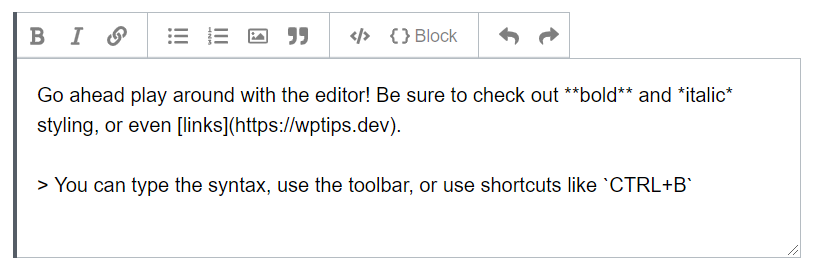 B I </> {} Block
Go ahead play around with the editor! Be sure to check out **bold** and *italic*
styling, or even [links](https://wptips.dev).
> You can type the syntax, use the toolbar, or use shortcuts like `CTRL+B`